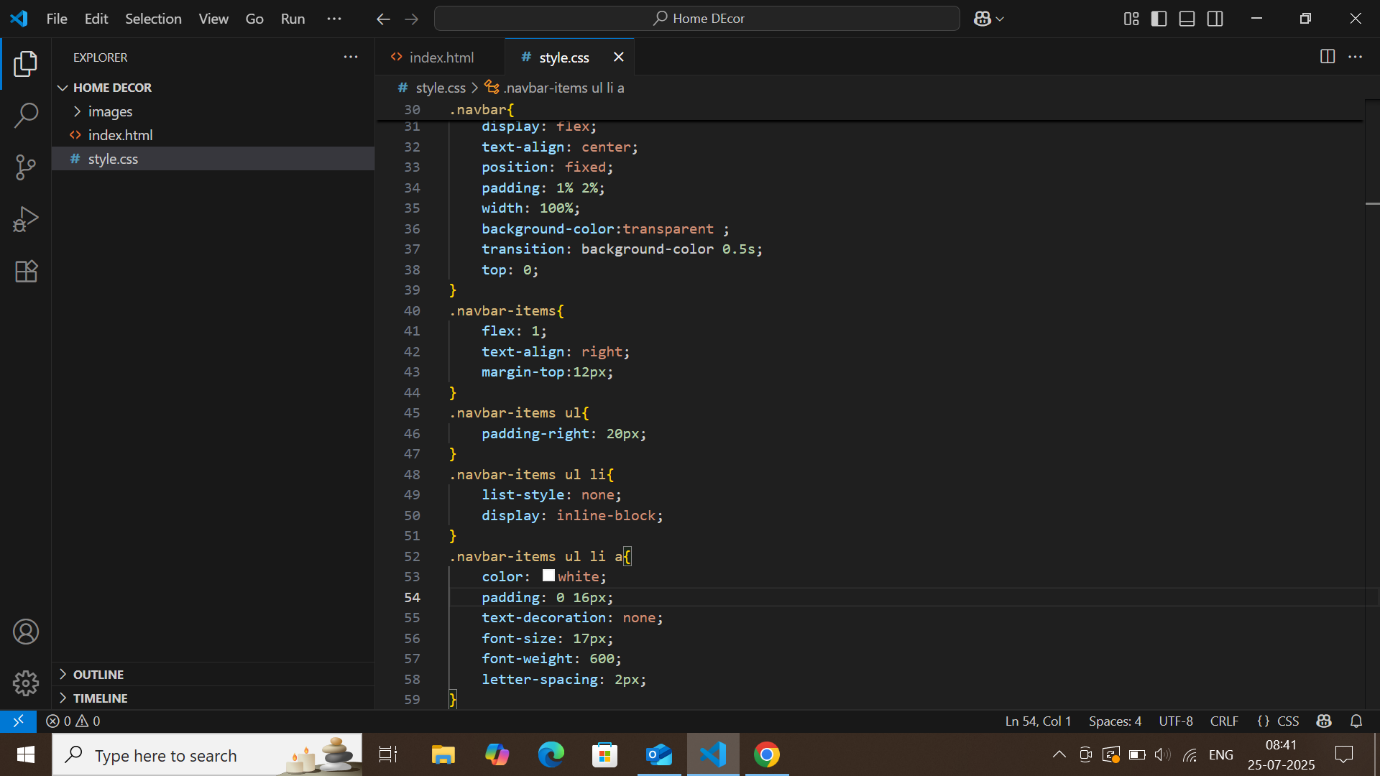 File Edit Selection View Go Run ··· Home DEcor
EXPLORER ···
HOME DECOR
images
index.html
style.css
OUTLINE
TIMELINE
index.html
# style.css
# style.css > .navbar-items ul li a
30 .navbar{
31 display: flex;
32 text-align: center;
33 position: fixed;
34 padding: 1% 2%;
35 width: 100%;
36 background-color:transparent ;
37 transition: background-color 0.5s;
38 top: 0;
39 }
40 .navbar-items{
41 flex: 1;
42 text-align: right;
43 margin-top:12px;
44 }
45 .navbar-items ul{
46 padding-right: 20px;
47 }
48 .navbar-items ul li{
49 list-style: none;
50 display: inline-block;
51 }
52 .navbar-items ul li a{
53 color: white;
54 padding: 0 16px;
55 text-decoration: none;
56 font-size: 17px;
57 font-weight: 600;
58 letter-spacing: 2px;
59 }
0 0 Ln 54, Col 1 Spaces: 4 UTF-8 CRLF {} CSS
Type here to search ENG
08:41
25-07-2025